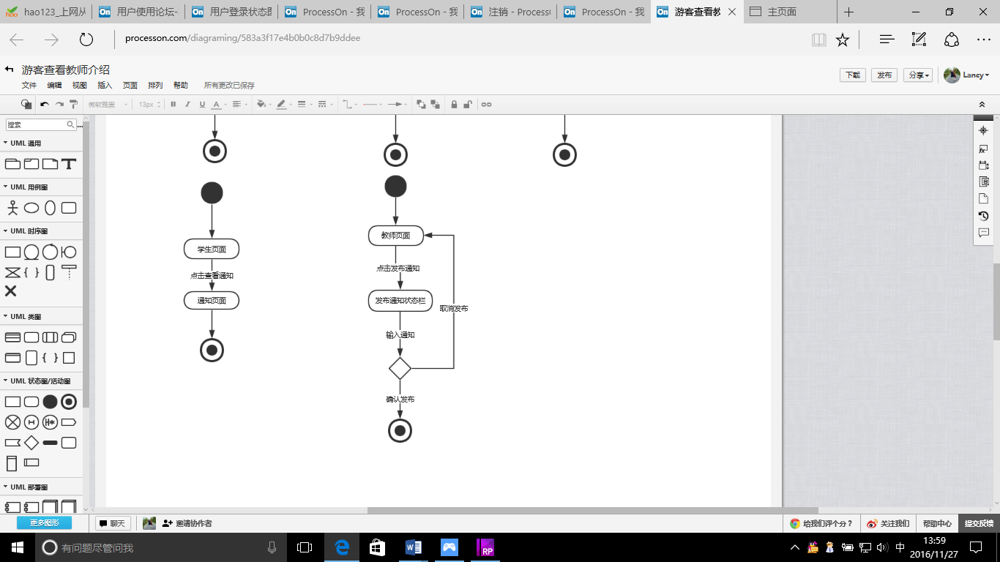 hao123_上网从
用户使用论坛-
用户登录状态图
ProcessOn - 我
ProcessOn - 我
注销 - Process
ProcessOn - 我
游客查看教
主页面
processon.com/diagraming/583a3f17e4b0b0c8d7b9ddee
游客查看教师介绍
文件 编辑 视图 插入 页面 排列 帮助 所有更改已保存
下载 发布 分享 Lancy
微软雅黑 13px B I U A
搜索
UML 通用
UML 用例图
UML 时序图
UML 类图
UML 状态图/活动图
UML 部署图
更多图形
学生页面
点击查看通知
通知页面
教师页面
点击发布通知
发布通知状态栏
取消发布
输入通知
确认发布
聊天
邀请协作者
给我们评个分？
关注我们
帮助中心
提交反馈
有问题尽管问我
中
13:59
2016/11/27